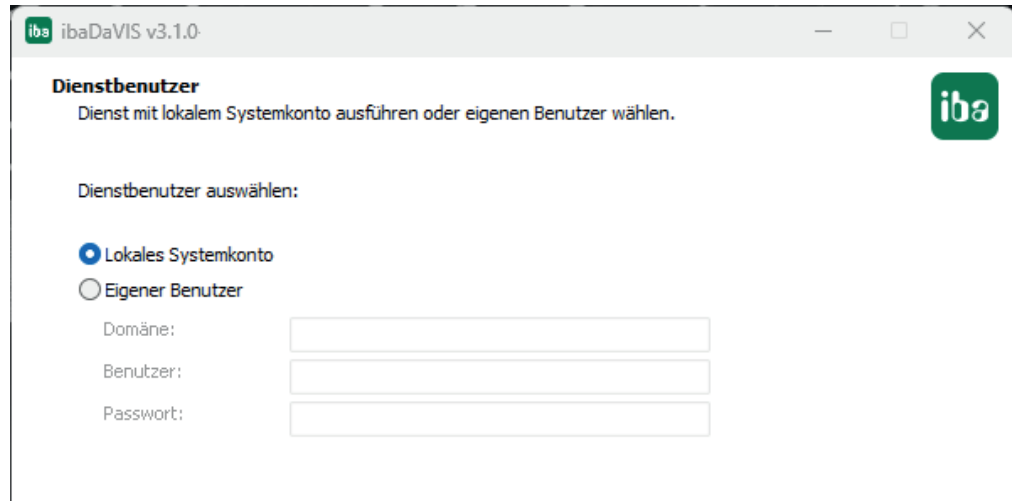 iba ibaDaVIS v3.1.0
Dienstbenutzer
Dienst mit lokalem Systemkonto ausführen oder eigenen Benutzer wählen.
iba
Dienstbenutzer auswählen:
Lokales Systemkonto
Eigener Benutzer
Domäne:
Benutzer:
Passwort: